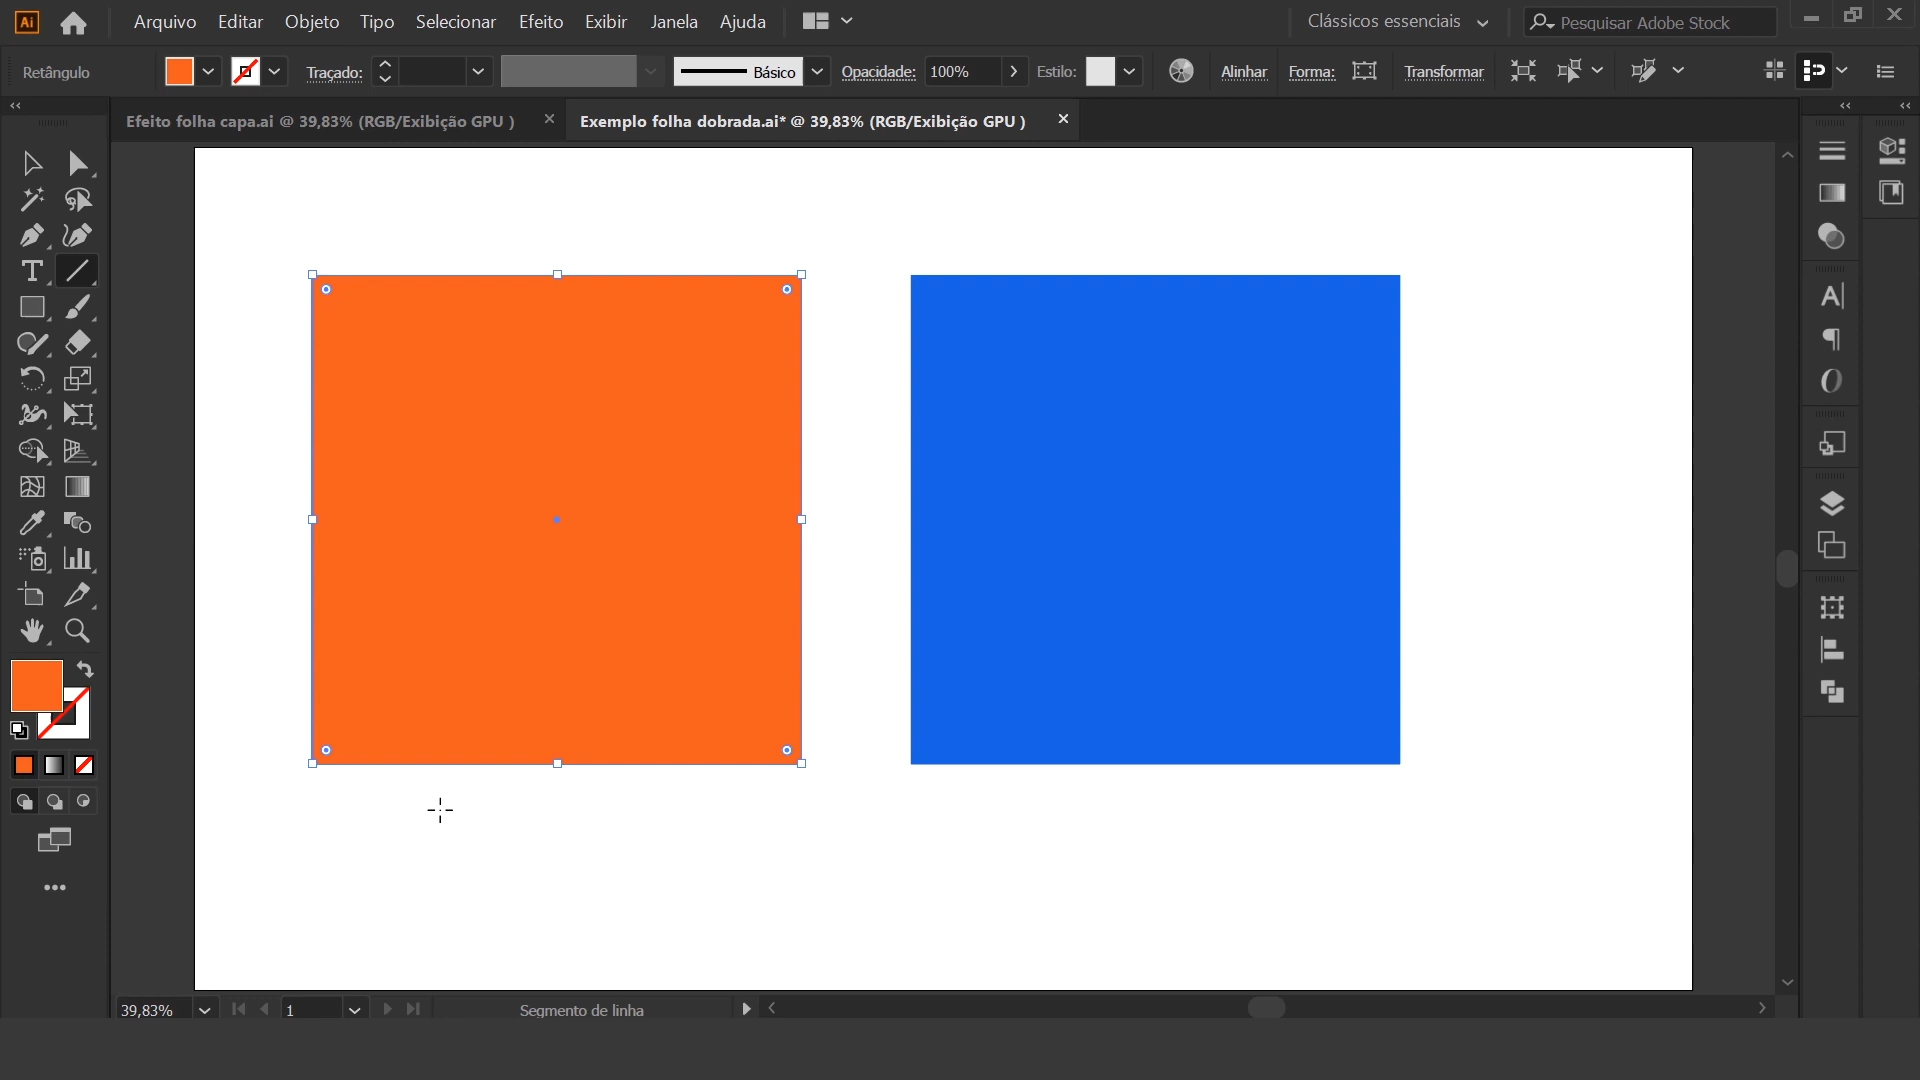 Ai Arquivo Editar Objeto Tipo Selecionar Efeito Exibir Janela Ajuda Clássicos essenciais Pesquisar Adobe Stock
Retângulo Traçado: Básico Opacidade: 100% Estilo: Alinhar Forma: Transformar
Efeito folha capa.ai @ 39,83% (RGB/Exibição GPU ) Exemplo folha dobrada.ai* @ 39,83% (RGB/Exibição GPU )
39,83% 1 Segmento de linha